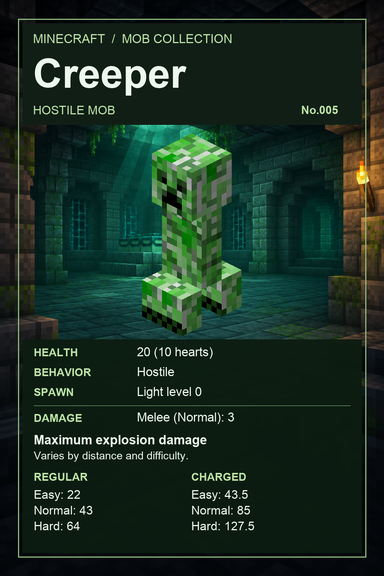 MINECRAFT / MOB COLLECTION
Creeper
HOSTILE MOB No.005
HEALTH 20 (10 hearts)
BEHAVIOR Hostile
SPAWN Light level 0
DAMAGE Melee (Normal): 3
Maximum explosion damage
Varies by distance and difficulty.
REGULAR CHARGED
Easy: 22 Easy: 43.5
Normal: 43 Normal: 85
Hard: 64 Hard: 127.5